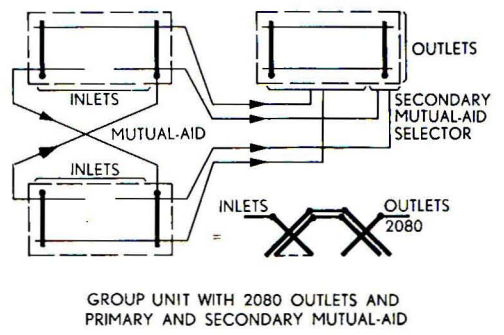 OUTLETS
INLETS
SECONDARY
MUTUAL-AID
SELECTOR
MUTUAL-AID
INLETS
INLETS
OUTLETS
2080
=
GROUP UNIT WITH 2080 OUTLETS AND
PRIMARY AND SECONDARY MUTUAL-AID